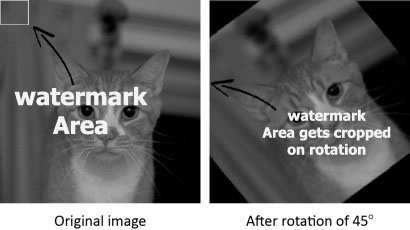 watermark
Area
watermark
Area gets cropped
on rotation
Original image
After rotation of 45°